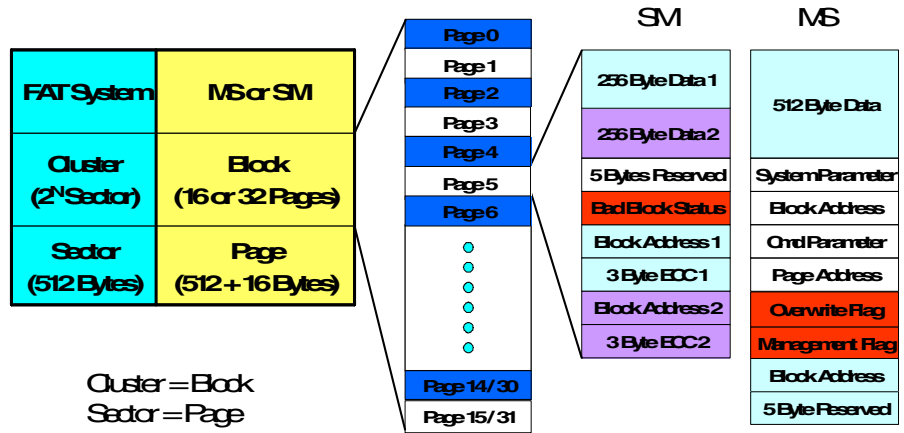 SM MS
FAT System MS or SM
Cluster
(2^N Sector)
Block
(16 or 32 Pages)
Sector
(512 Bytes)
Page
(512 + 16 Bytes)
Cluster = Block
Sector = Page
Page 0
Page 1
Page 2
Page 3
Page 4
Page 5
Page 6
Page 14 / 30
Page 15 / 31
256 Byte Data 1
256 Byte Data 2
5 Bytes Reserved
Bad Block Status
Block Address 1
3 Byte ECC 1
Block Address 2
3 Byte ECC 2
512 Byte Data
System Parameter
Block Address
Cmd Parameter
Page Address
Overwrite Flag
Management Flag
Block Address
5 Byte Reserved